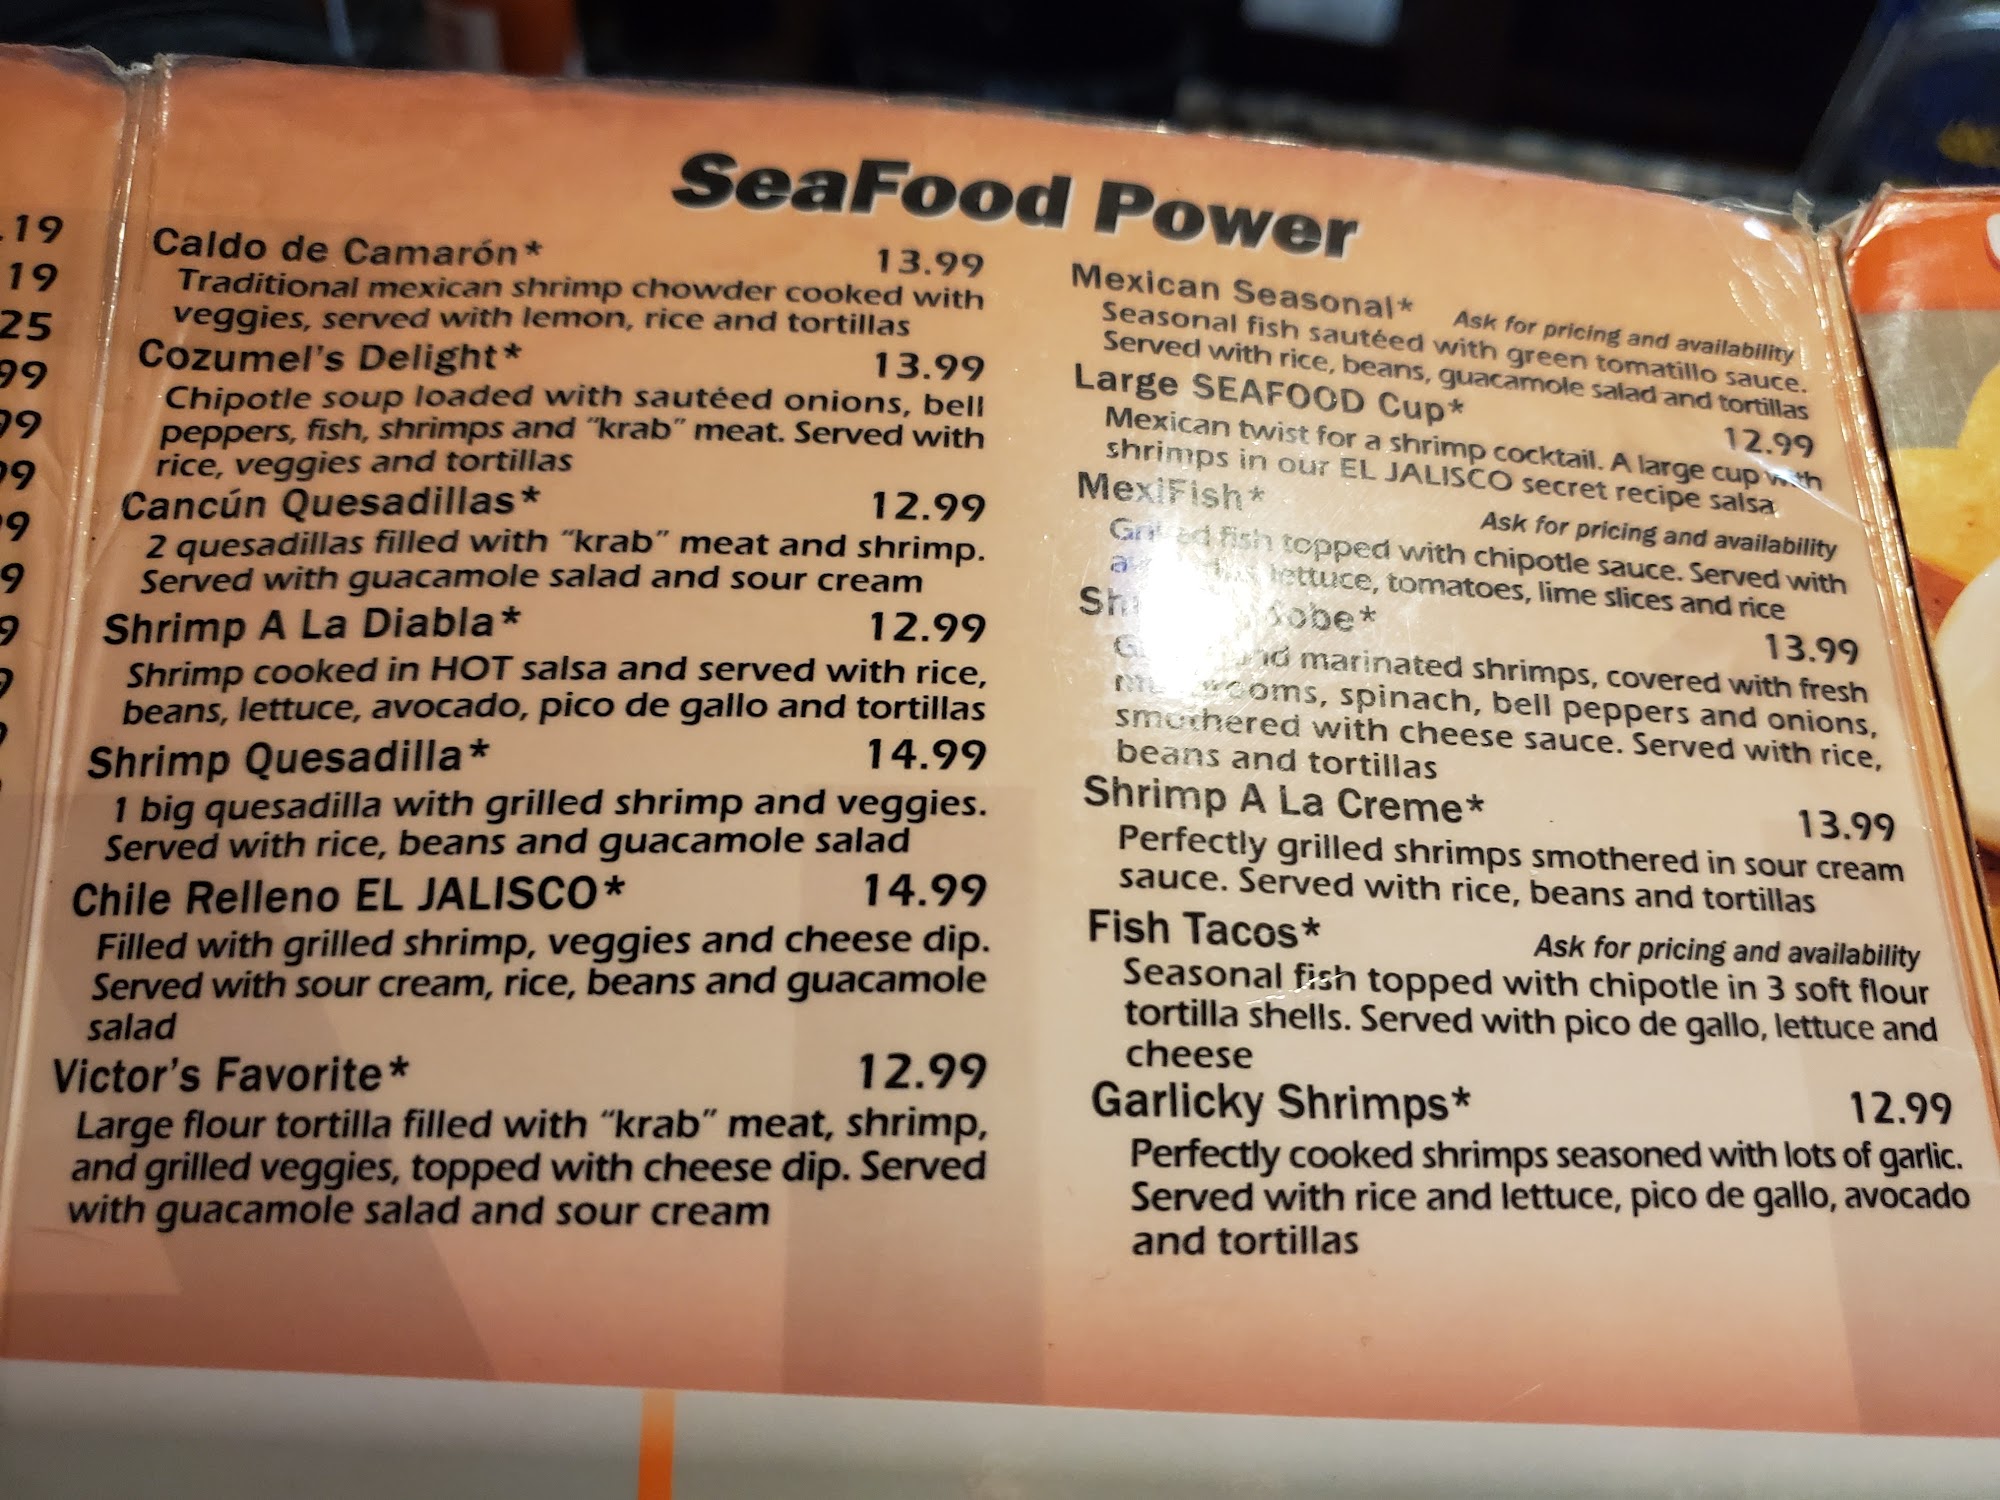 .19
19
25
99
99
99
99
9
9
SeaFood Power
Caldo de Camarón* 13.99
Traditional mexican shrimp chowder cooked with
veggies, served with lemon, rice and tortillas
Cozumel's Delight* 13.99
Chipotle soup loaded with sautéed onions, bell
peppers, fish, shrimps and "krab" meat. Served with
rice, veggies and tortillas
Cancún Quesadillas* 12.99
2 quesadillas filled with "krab" meat and shrimp.
Served with guacamole salad and sour cream
Shrimp A La Diabla* 12.99
Shrimp cooked in HOT salsa and served with rice,
beans, lettuce, avocado, pico de gallo and tortillas
Shrimp Quesadilla* 14.99
1 big quesadilla with grilled shrimp and veggies.
Served with rice, beans and guacamole salad
Chile Relleno EL JALISCO* 14.99
Filled with grilled shrimp, veggies and cheese dip.
Served with sour cream, rice, beans and guacamole
salad
Victor's Favorite* 12.99
Large flour tortilla filled with "krab" meat, shrimp,
and grilled veggies, topped with cheese dip. Served
with guacamole salad and sour cream
Mexican Seasonal* Ask for pricing and availability
Seasonal fish sautéed with green tomatillo sauce.
Served with rice, beans, guacamole salad and tortillas
Large SEAFOOD Cup* 12.99
Mexican twist for a shrimp cocktail. A large cup with
shrimps in our EL JALISCO secret recipe salsa
MexiFish* Ask for pricing and availability
Grilled fish topped with chipotle sauce. Served with
lettuce, tomatoes, lime slices and rice
13.99
and marinated shrimps, covered with fresh
mushrooms, spinach, bell peppers and onions,
smothered with cheese sauce. Served with rice,
beans and tortillas
Shrimp A La Creme* 13.99
Perfectly grilled shrimps smothered in sour cream
sauce. Served with rice, beans and tortillas
Fish Tacos* Ask for pricing and availability
Seasonal fish topped with chipotle in 3 soft flour
tortilla shells. Served with pico de gallo, lettuce and
cheese
Garlicky Shrimps* 12.99
Perfectly cooked shrimps seasoned with lots of garlic.
Served with rice and lettuce, pico de gallo, avocado
and tortillas